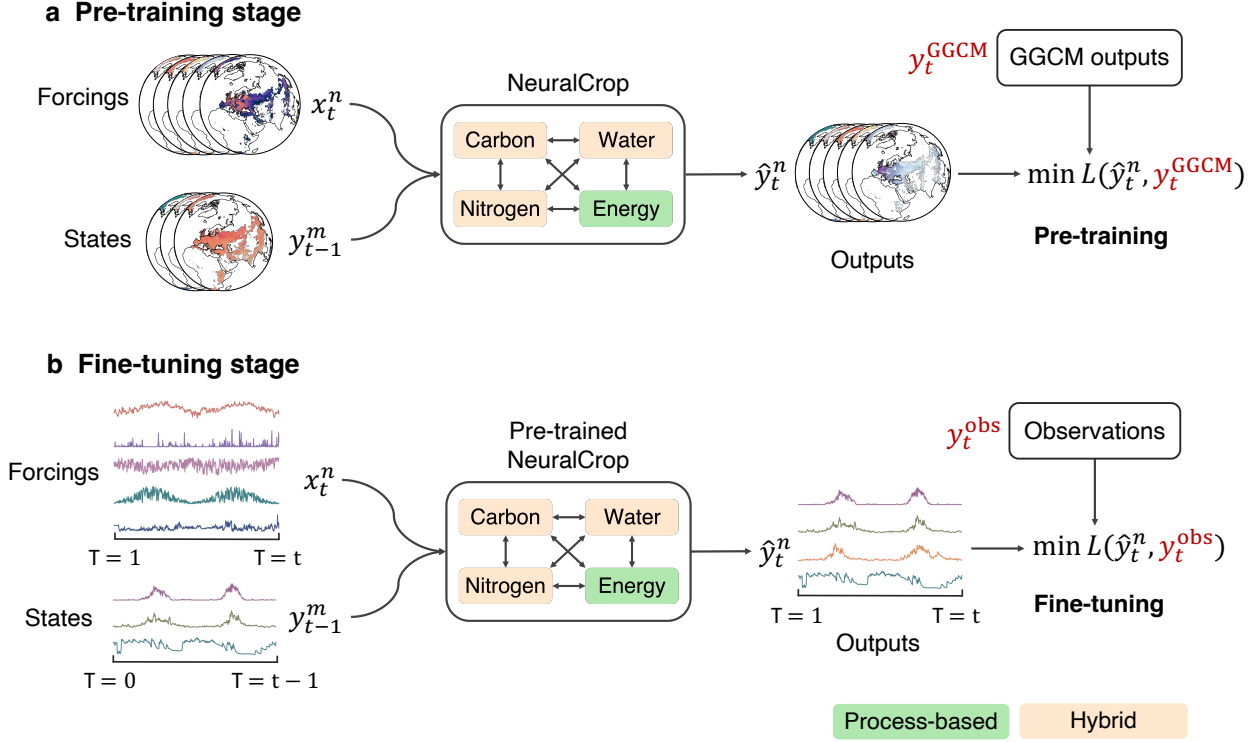 a Pre-training stage
Forcings
x_t^n
States
y_{t-1}^m
NeuralCrop
Carbon
Water
Nitrogen
Energy
ŷ_t^n
Outputs
y_t^GGCM
GGCM outputs
min L(ŷ_t^n, y_t^GGCM)
Pre-training
b Fine-tuning stage
Forcings
x_t^n
T = 1
T = t
States
y_{t-1}^m
T = 0
T = t − 1
Pre-trained
NeuralCrop
Carbon
Water
Nitrogen
Energy
ŷ_t^n
T = 1
T = t
Outputs
y_t^obs
Observations
min L(ŷ_t^n, y_t^obs)
Fine-tuning
Process-based
Hybrid